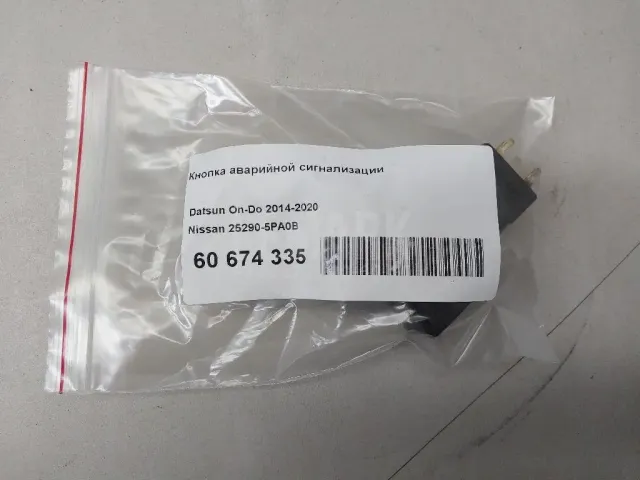 Кнопка аварийной сигнализации
Datsun On-Do 2014-2020
Nissan 25290-5PA0B
60 674 335